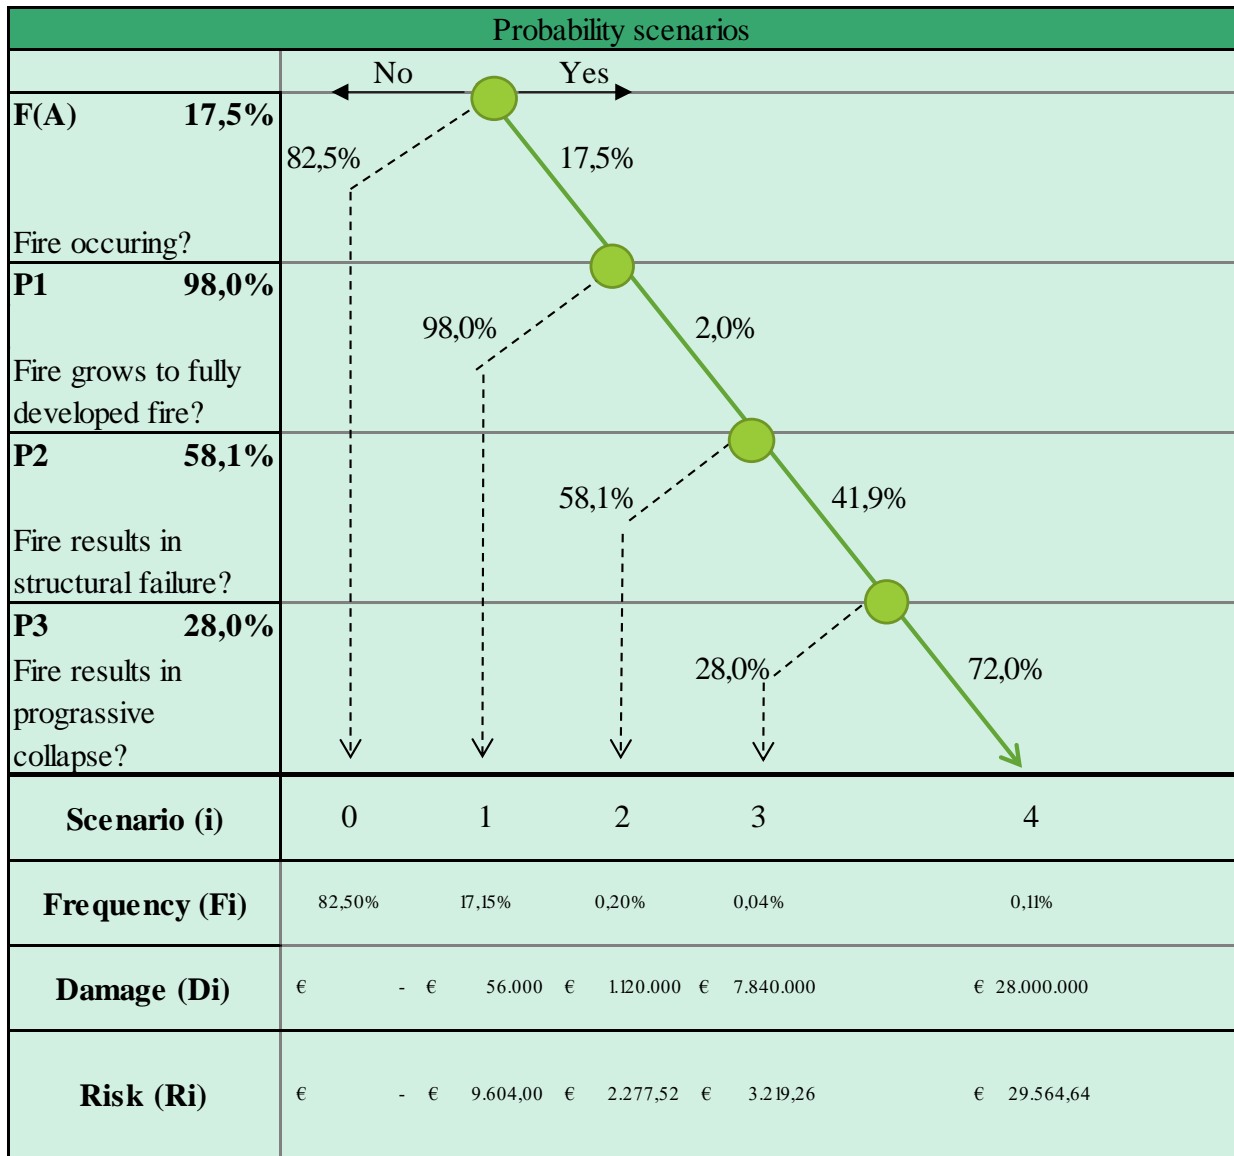 Probability scenarios
No Yes
F(A) 17,5%
82,5% 17,5%
Fire occuring?
P1 98,0%
98,0% 2,0%
Fire grows to fully
developed fire?
P2 58,1%
58,1% 41,9%
Fire results in
structural failure?
P3 28,0%
Fire results in
28,0% 72,0%
prograssive
collapse?
Scenario (i) 0 1 2 3 4
Frequency (Fi) 82,50% 17,15% 0,20% 0,04% 0,11%
Damage (Di) € - € 56.000 € 1.120.000 € 7.840.000 € 28.000.000
Risk (Ri) € - € 9.604,00 € 2.277,52 € 3.219,26 € 29.564,64